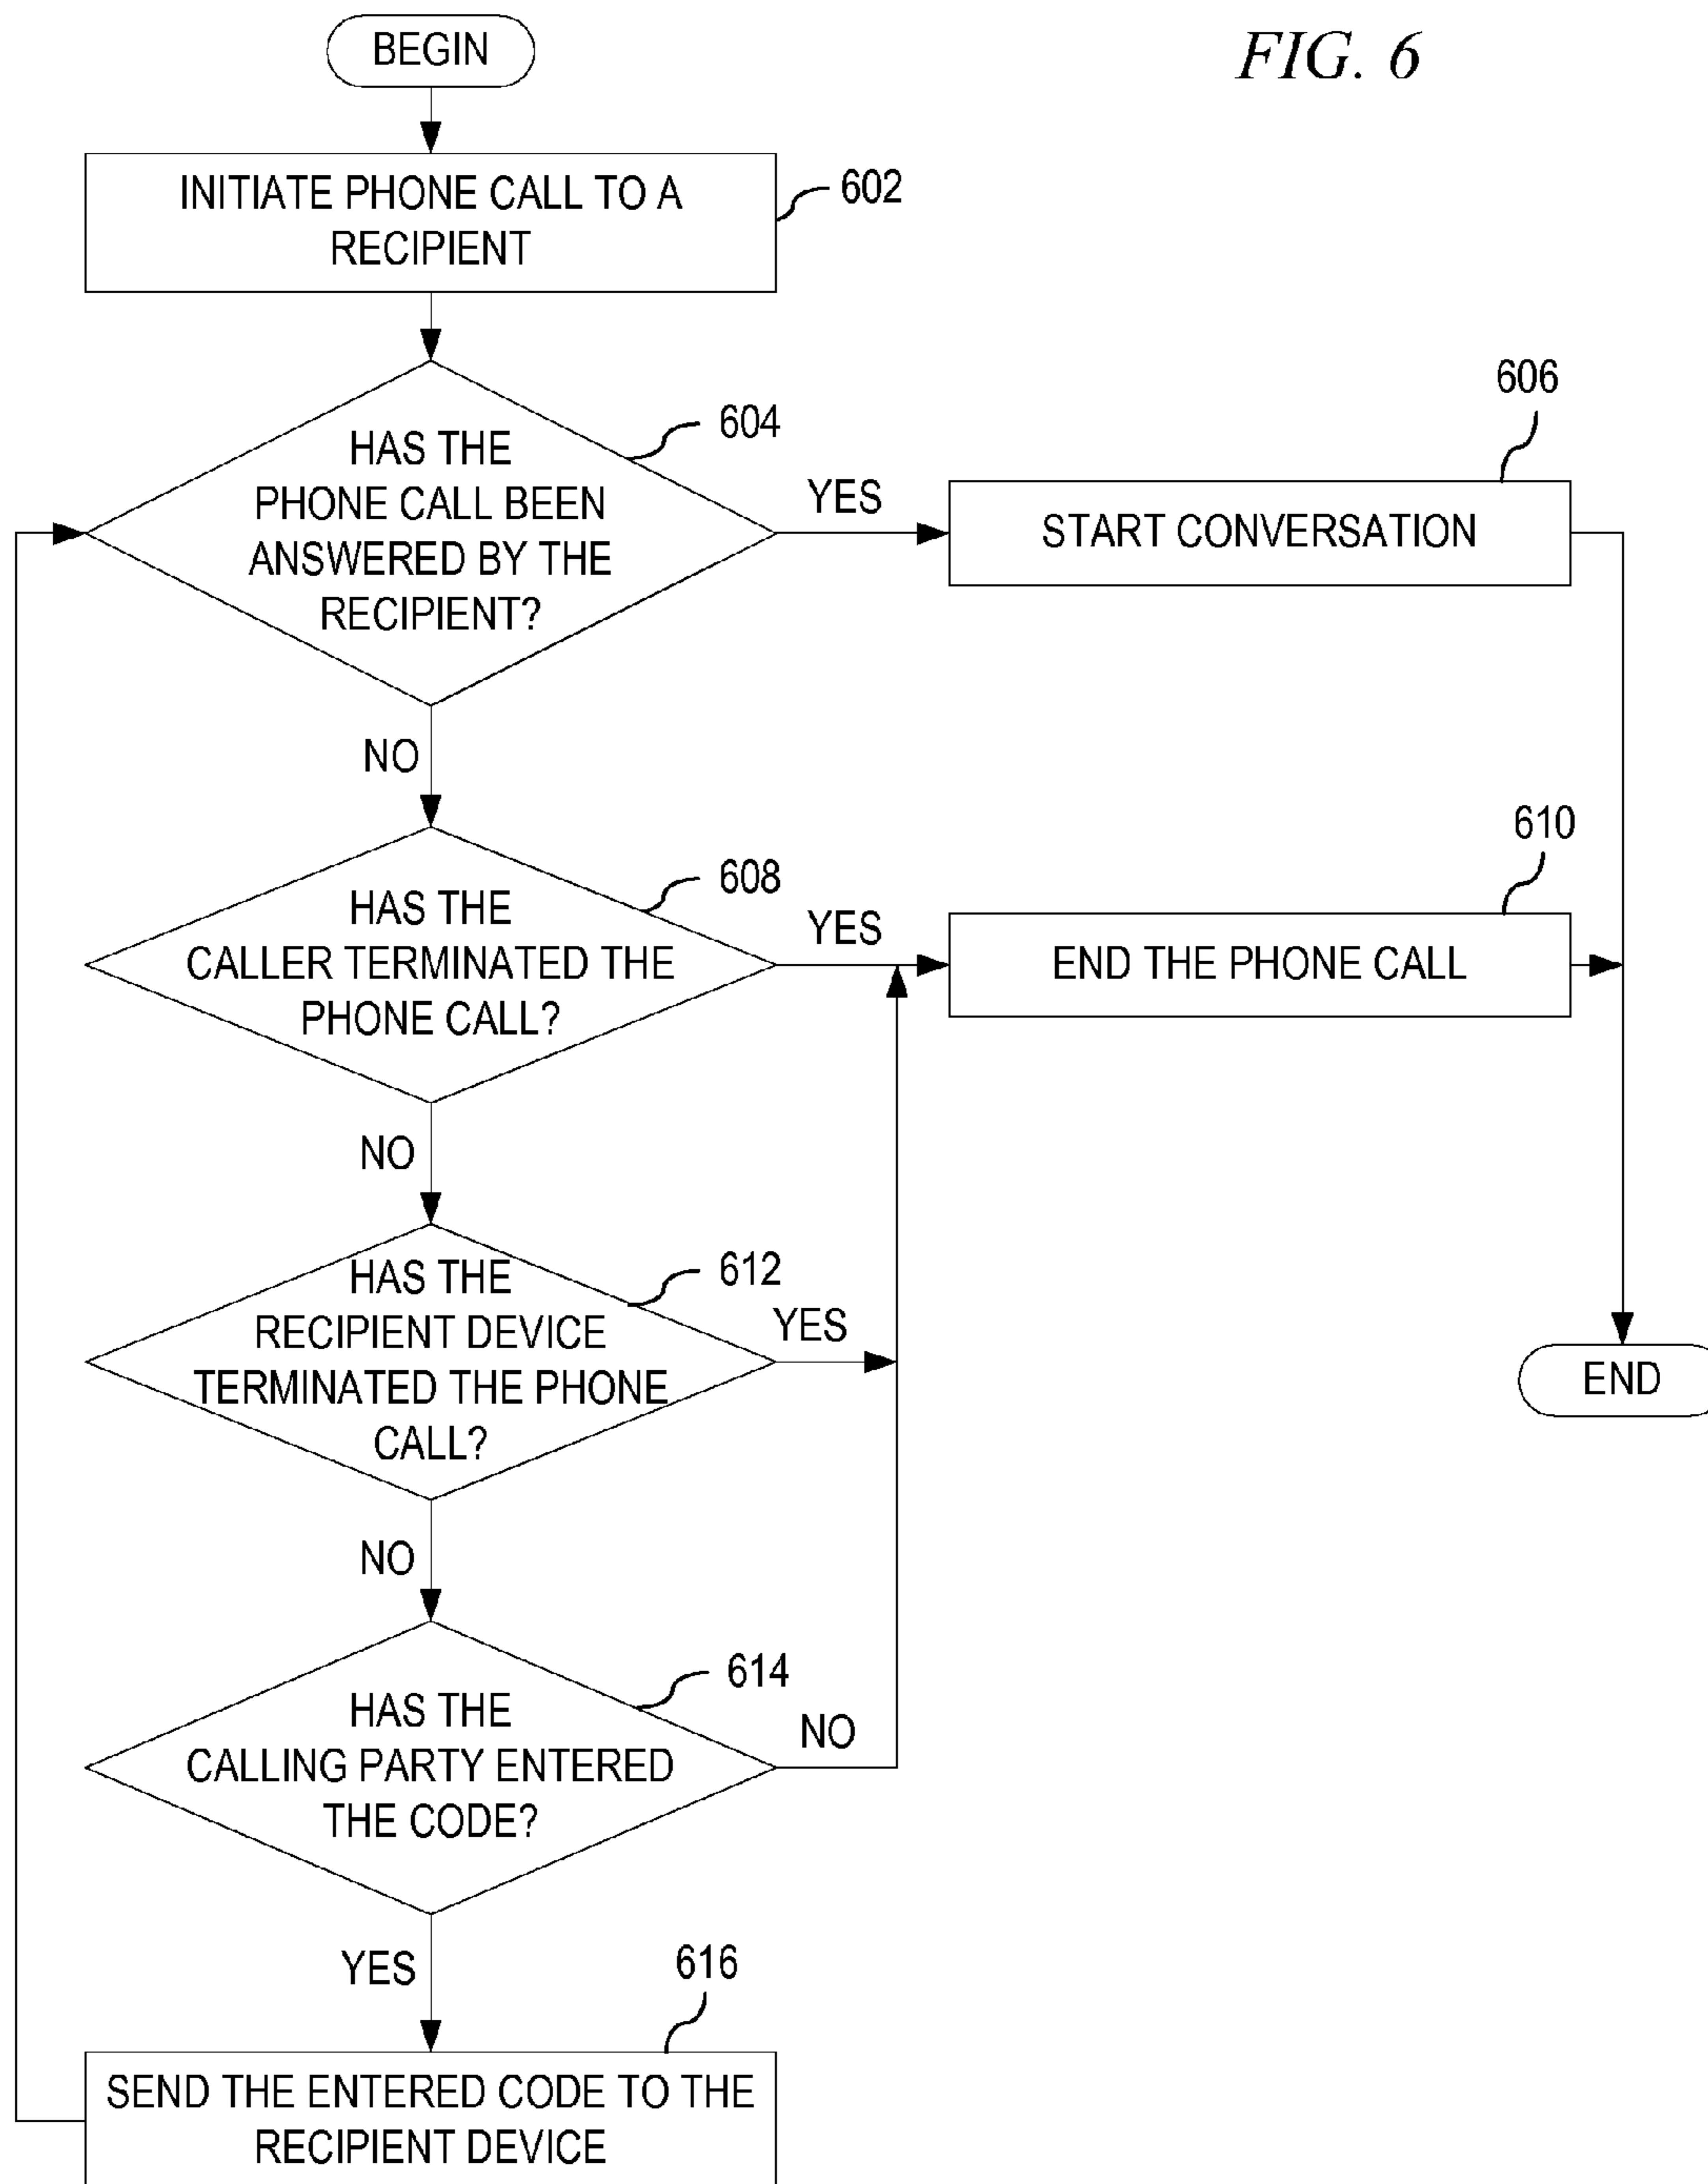 FIG. 6
BEGIN
INITIATE PHONE CALL TO A
RECIPIENT
602
HAS THE
PHONE CALL BEEN
ANSWERED BY THE
RECIPIENT?
604
YES
606
START CONVERSATION
NO
HAS THE
CALLER TERMINATED THE
PHONE CALL?
608
YES
610
END THE PHONE CALL
NO
HAS THE
RECIPIENT DEVICE
TERMINATED THE PHONE
CALL?
612
YES
END
NO
HAS THE
CALLING PARTY ENTERED
THE CODE?
614
NO
YES
616
SEND THE ENTERED CODE TO THE
RECIPIENT DEVICE